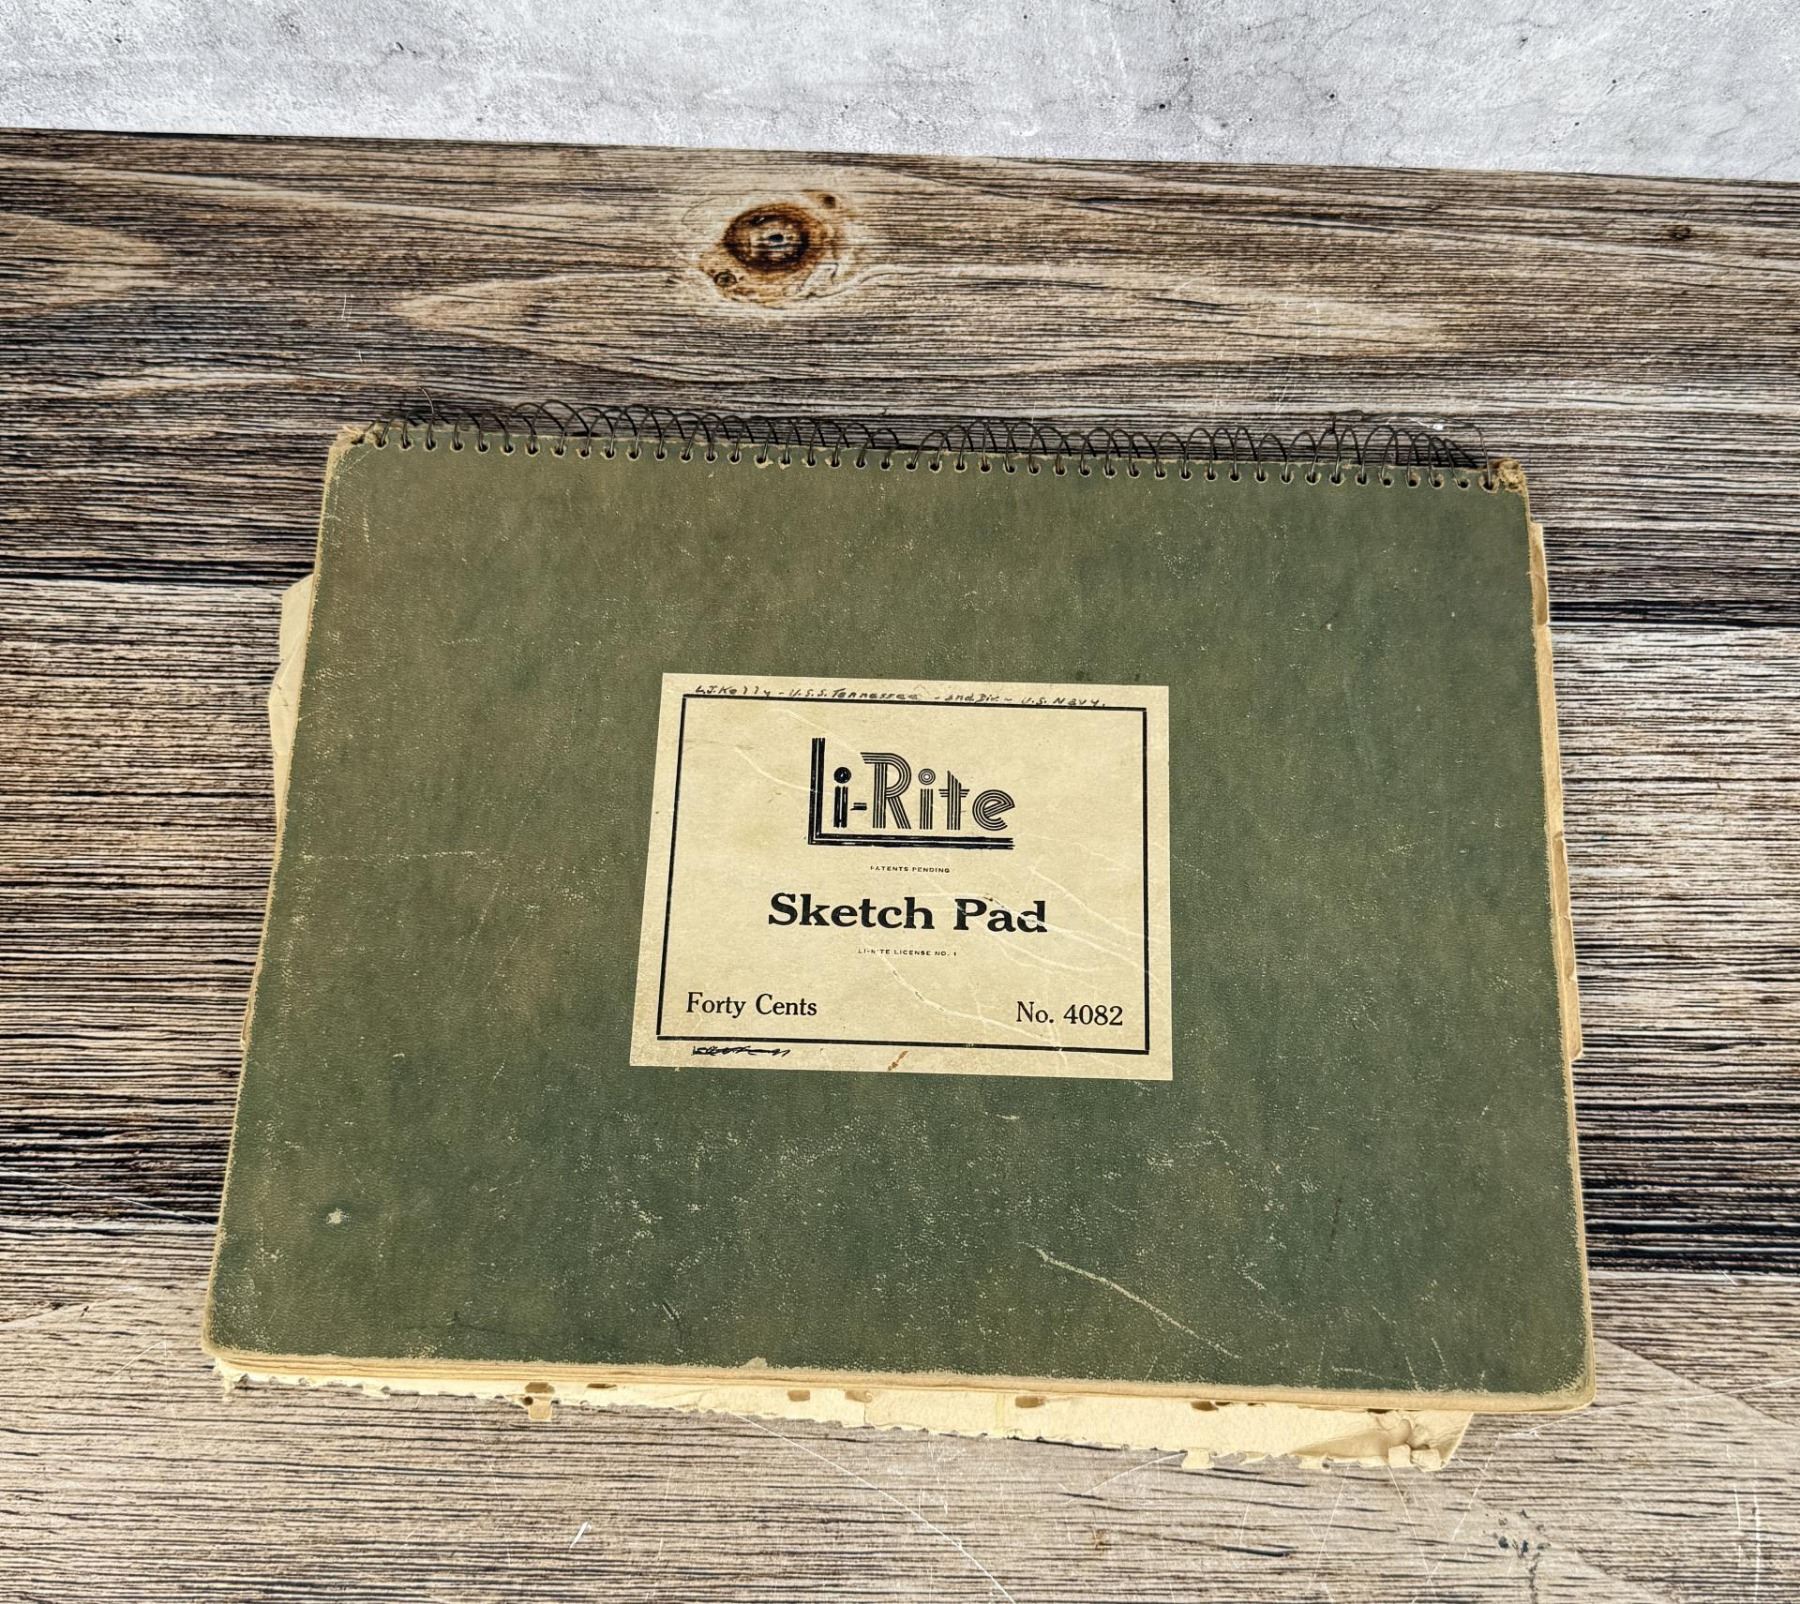 L.J. Kelly - U.S.S. Tennessee - 2nd Div. - U.S. Navy.
Li-Rite
PATENTS PENDING
Sketch Pad
LI-RITE LICENSE NO. 1
Forty Cents No. 4082